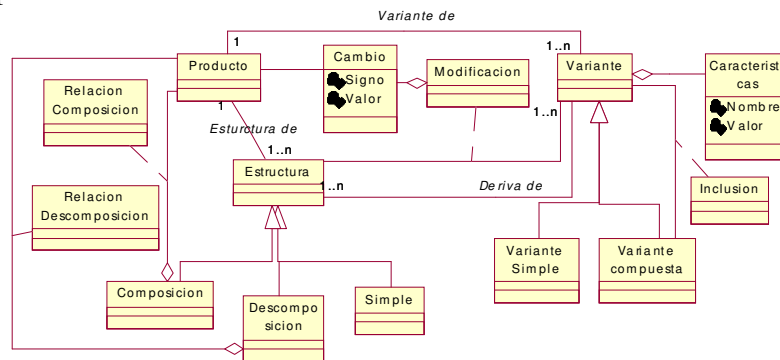 Variante de
1
1..n
Producto
Cambio
Signo
Valor
Modificacion
Variante
Caracterist
cas
Nombre
Valor
Relacion
Composicion
1
Esturctura de
1..n
1..n
Estructura
1..n
Deriva de
Relacion
Descomposicion
Inclusion
Variante
Simple
Variante
compuesta
Composicion
Descompo
sicion
Simple